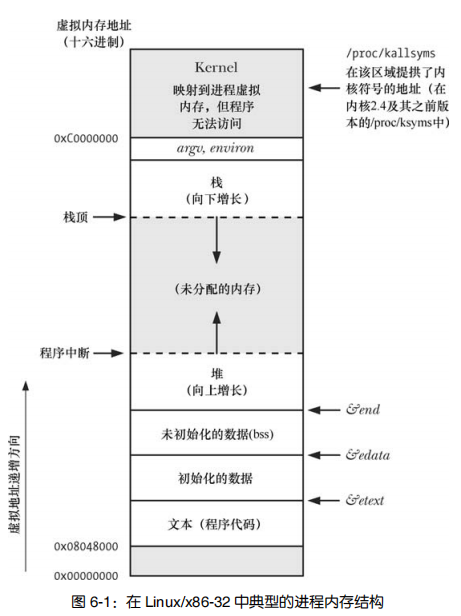 虚拟内存地址
（十六进制）
Kernel
映射到进程虚拟
内存，但程序
无法访问
/proc/kallsyms
在该区域提拱了内
核符号的地址（在
内核2.4及其之前版
本的/proc/ksyms中）
0xC0000000
argv, environ
栈
（向下增长）
栈顶
（未分配的内存）
程序中断
堆
（向上增长）
&end
未初始化的数据(bss)
&edata
初始化的数据
&etext
文本（程序代码）
虚拟地址递增方向
0x08048000
0x00000000
图 6-1：在 Linux/x86-32 中典型的进程内存结构